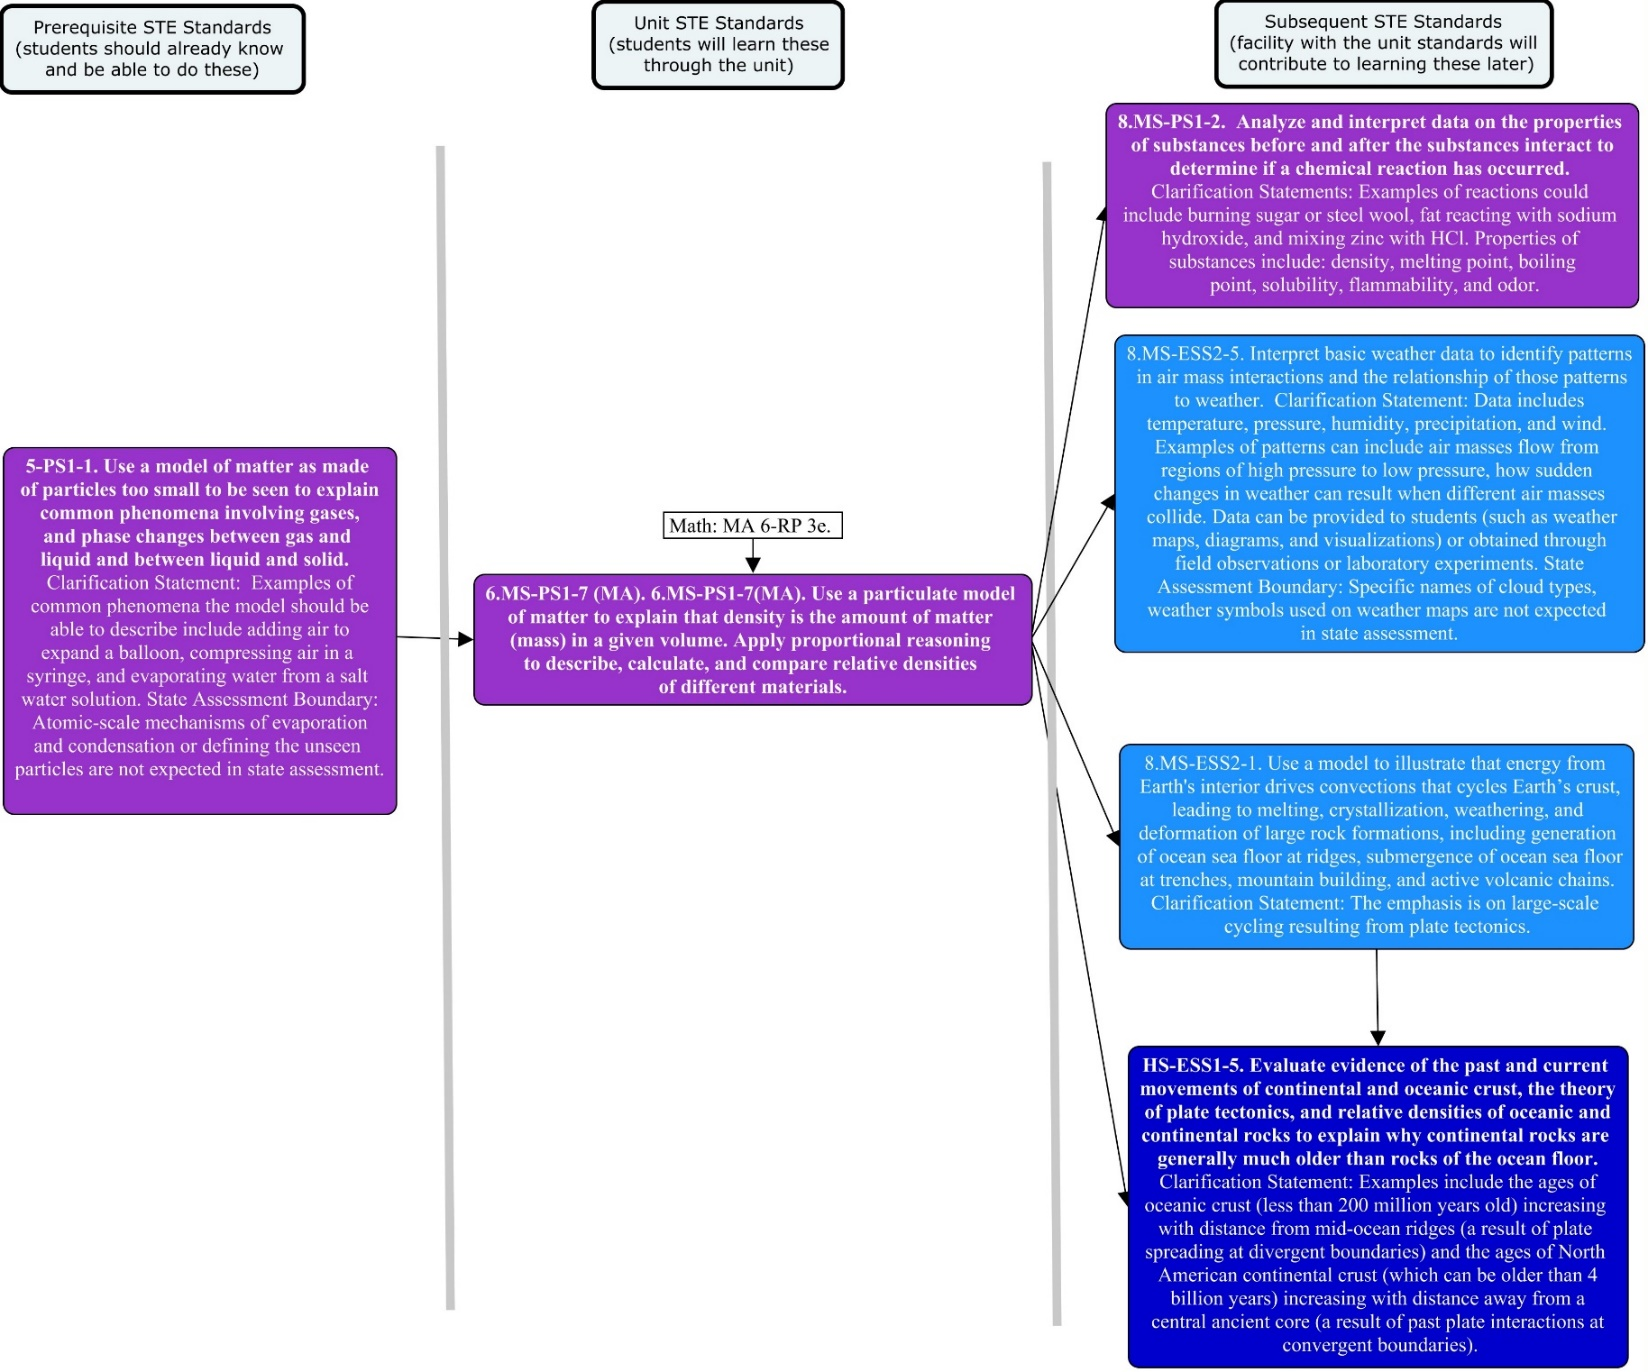 Prerequisite STE Standards
(students should already know
and be able to do these)
Unit STE Standards
(students will learn these
through the unit)
Subsequent STE Standards
(facility with the unit standards will
contribute to learning these later)
5-PS1-1. Use a model of matter as made
of particles too small to be seen to explain
common phenomena involving gases,
and phase changes between gas and
liquid and between liquid and solid.
Clarification Statement: Examples of
common phenomena the model should be
able to describe include adding air to
expand a balloon, compressing air in a
syringe, and evaporating water from a salt
water solution. State Assessment Boundary:
Atomic-scale mechanisms of evaporation
and condensation or defining the unseen
particles are not expected in state assessment.
Math: MA 6-RP 3e.
6.MS-PS1-7 (MA). 6.MS-PS1-7(MA). Use a particulate model
of matter to explain that density is the amount of matter
(mass) in a given volume. Apply proportional reasoning
to describe, calculate, and compare relative densities
of different materials.
8.MS-PS1-2. Analyze and interpret data on the properties
of substances before and after the substances interact to
determine if a chemical reaction has occurred.
Clarification Statements: Examples of reactions could
include burning sugar or steel wool, fat reacting with sodium
hydroxide, and mixing zinc with HCl. Properties of
substances include: density, melting point, boiling
point, solubility, flammability, and odor.
8.MS-ESS2-5. Interpret basic weather data to identify patterns
in air mass interactions and the relationship of those patterns
to weather. Clarification Statement: Data includes
temperature, pressure, humidity, precipitation, and wind.
Examples of patterns can include air masses flow from
regions of high pressure to low pressure, how sudden
changes in weather can result when different air masses
collide. Data can be provided to students (such as weather
maps, diagrams, and visualizations) or obtained through
field observations or laboratory experiments. State
Assessment Boundary: Specific names of cloud types,
weather symbols used on weather maps are not expected
in state assessment.
8.MS-ESS2-1. Use a model to illustrate that energy from
Earth's interior drives convections that cycles Earth’s crust,
leading to melting, crystallization, weathering, and
deformation of large rock formations, including generation
of ocean sea floor at ridges, submergence of ocean sea floor
at trenches, mountain building, and active volcanic chains.
Clarification Statement: The emphasis is on large-scale
cycling resulting from plate tectonics.
HS-ESS1-5. Evaluate evidence of the past and current
movements of continental and oceanic crust, the theory
of plate tectonics, and relative densities of oceanic and
continental rocks to explain why continental rocks are
generally much older than rocks of the ocean floor.
Clarification Statement: Examples include the ages of
oceanic crust (less than 200 million years old) increasing
with distance from mid-ocean ridges (a result of plate
spreading at divergent boundaries) and the ages of North
American continental crust (which can be older than 4
billion years) increasing with distance away from a
central ancient core (a result of past plate interactions at
convergent boundaries).